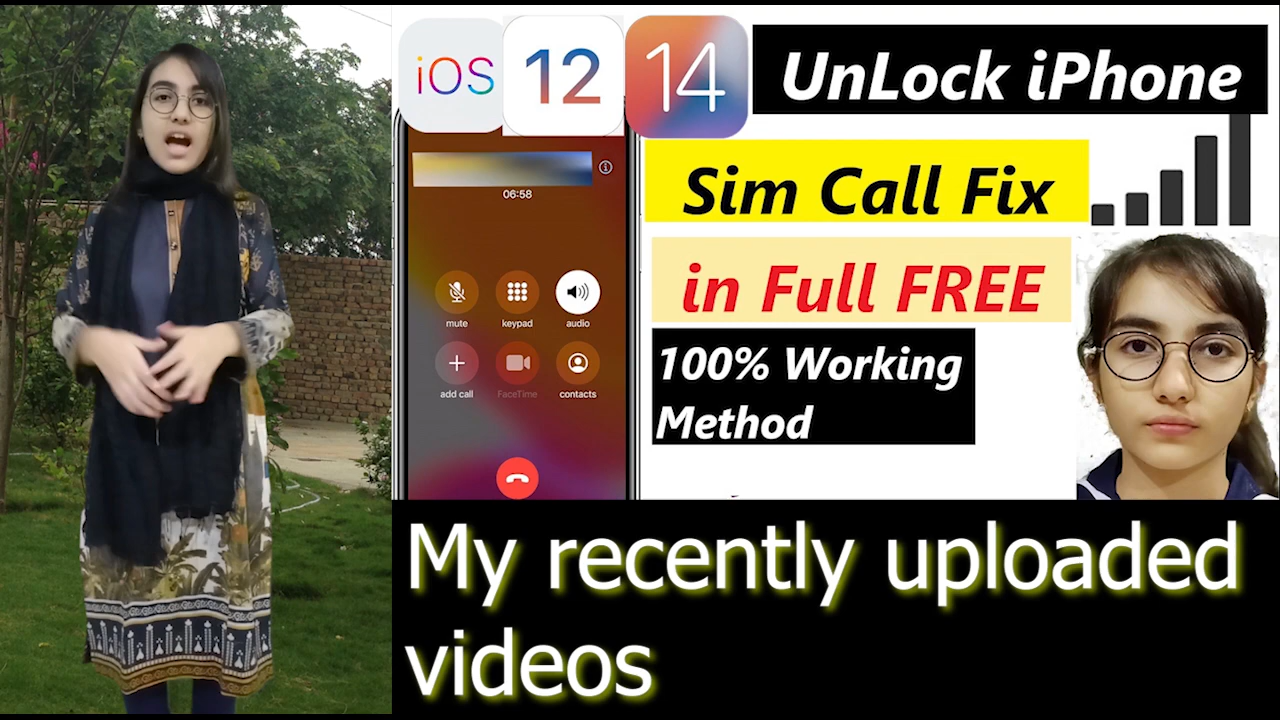 iOS 12 14 UnLock iPhone
Sim Call Fix
in Full FREE
100% Working
Method
06:58
mute keypad audio
add call FaceTime contacts
My recently uploaded
videos